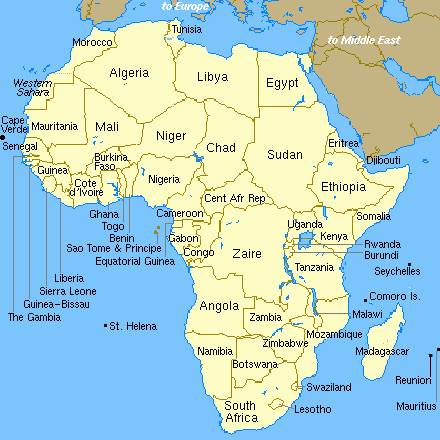 to Europe
Tunisia
to Middle East
Morocco
Algeria
Libya
Egypt
Western
Sahara
Cape
Verde
Mauritania
Mali
Niger
Chad
Sudan
Eritrea
Senegal
Djibouti
Guinea
Burkina
Faso
Nigeria
Ethiopia
Cote
d'Ivoire
Cent Afr Rep
Ghana
Togo
Benin
Cameroon
Somalia
Uganda
Kenya
Sao Tome & Principe
Gabon
Rwanda
Equatorial Guinea
Congo
Zaire
Burundi
Tanzania
Seychelles
Liberia
Sierra Leone
Guinea-Bissau
The Gambia
Comoro Is.
Angola
Malawi
Zambia
St. Helena
Mozambique
Zimbabwe
Madagascar
Namibia
Botswana
Reunion
Swaziland
South
Africa
Lesotho
Mauritius